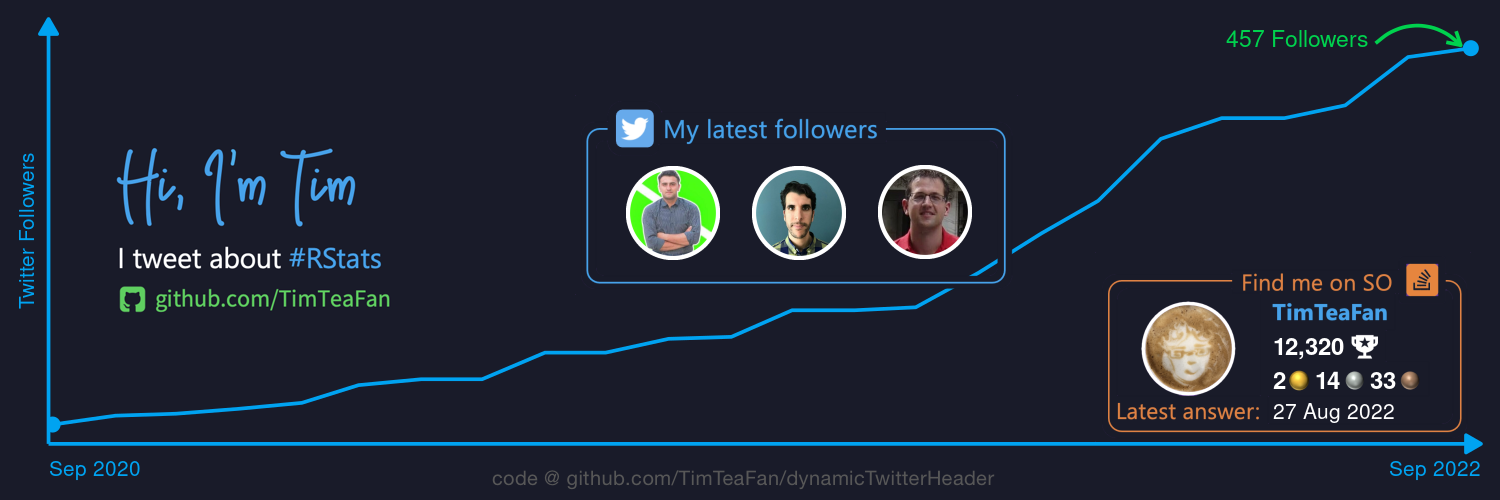 457 Followers
My latest followers
Twitter Followers
Hi, I'm Tim
I tweet about #RStats
github.com/TimTeaFan
Find me on SO
TimTeaFan
12,320
2 14 33
Latest answer: 27 Aug 2022
Sep 2020
Sep 2022
code @ github.com/TimTeaFan/dynamicTwitterHeader